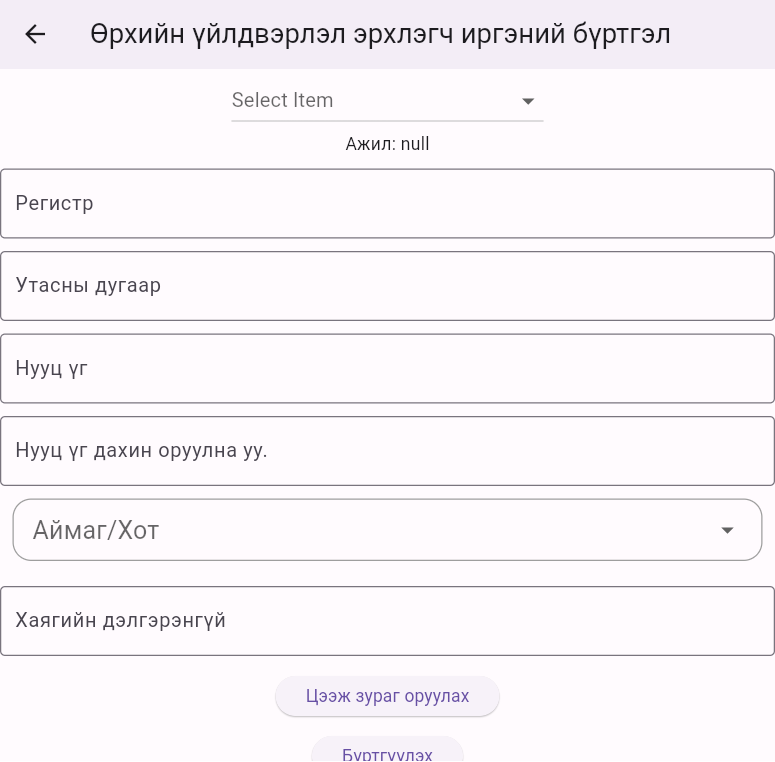 Өрхийн үйлдвэрлэл эрхлэгч иргэний бүртгэл
Select Item
Ажил: null
Регистр
Утасны дугаар
Нууц үг
Нууц үг дахин оруулна уу.
Аймаг/Хот
Хаягийн дэлгэрэнгүй
Цээж зураг оруулах
Бүртгүүлэх